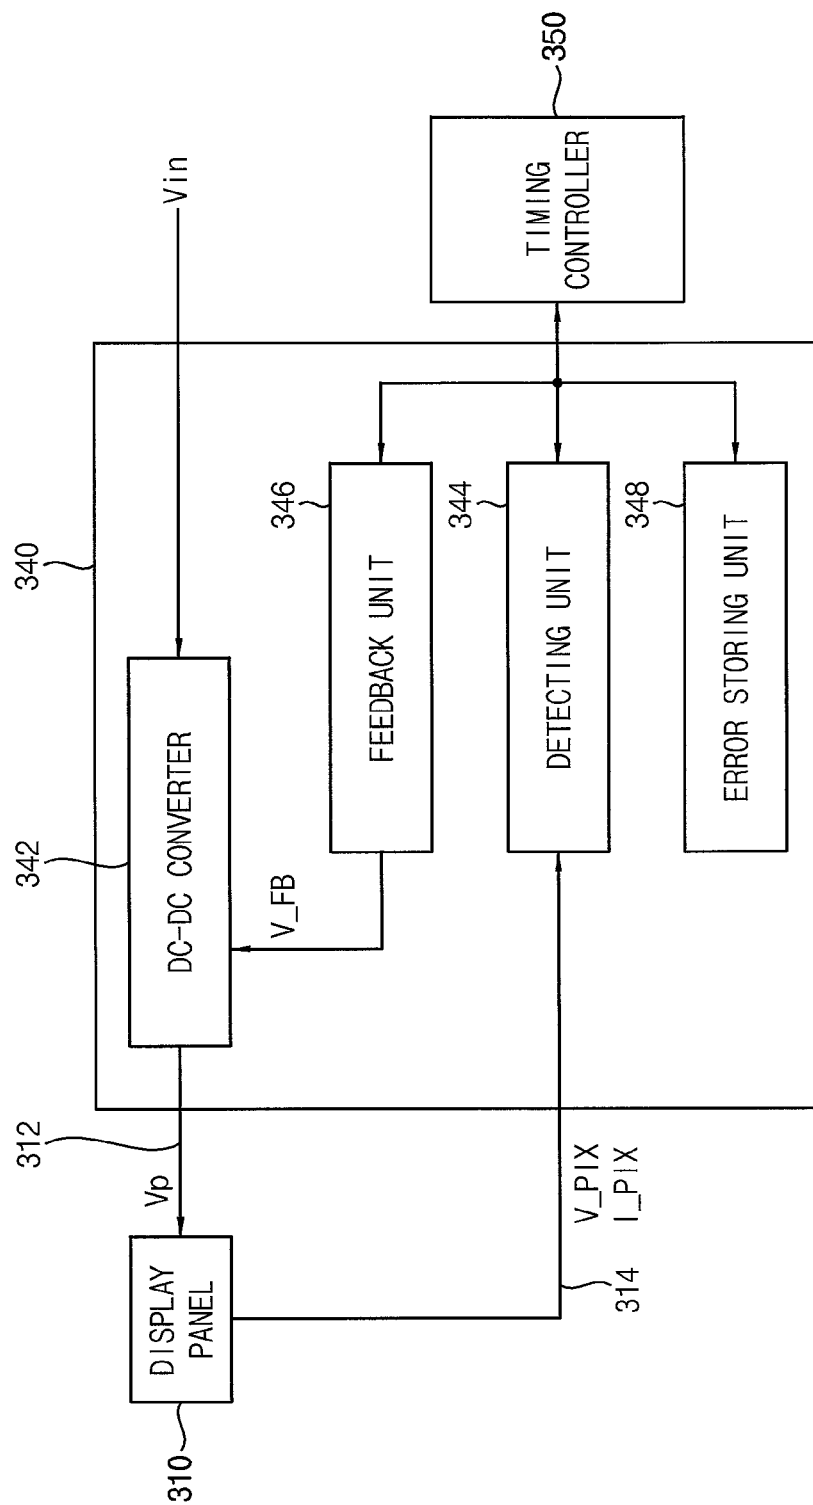 340
312
342
Vp
Vin
DISPLAY
PANEL
DC-DC CONVERTER
310
V_FB
346
FEEDBACK UNIT
350
344
TIMING
CONTROLLER
DETECTING UNIT
V_PIX
I_PIX
314
348
ERROR STORING UNIT